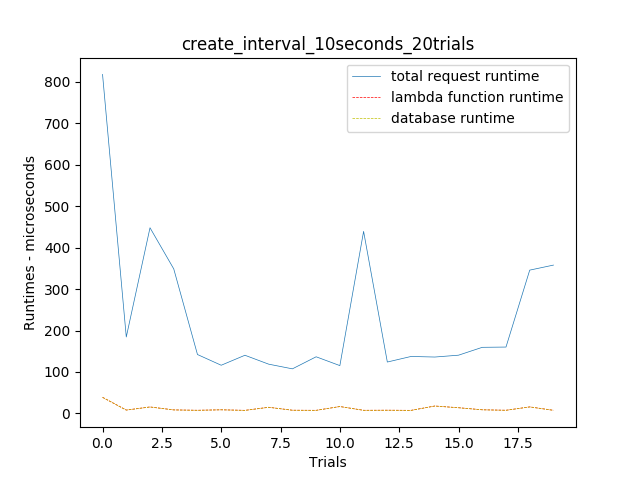 create_interval_10seconds_20trials
total request runtime
lambda function runtime
database runtime
Runtimes - microseconds
800
700
600
500
400
300
200
100
0
0.0 2.5 5.0 7.5 10.0 12.5 15.0 17.5
Trials